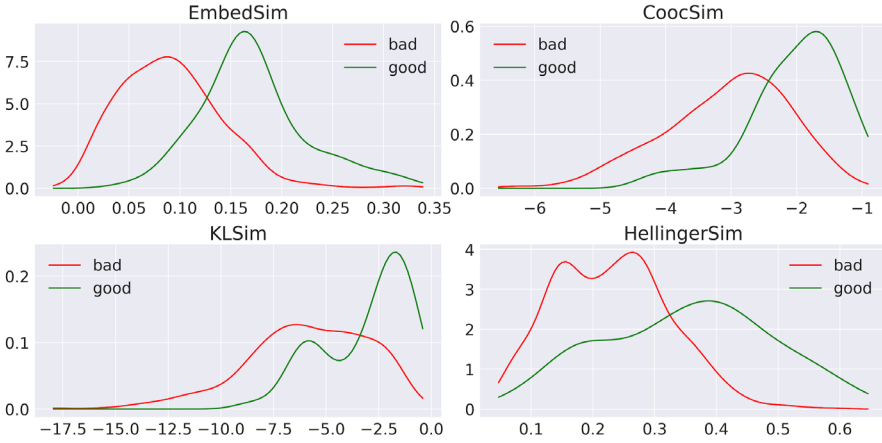 EmbedSim
bad
good
7.5
5.0
2.5
0.0
0.00 0.05 0.10 0.15 0.20 0.25 0.30 0.35
CoocSim
bad
good
0.6
0.4
0.2
0.0
−6 −5 −4 −3 −2 −1
KLSim
bad
good
0.2
0.1
0.0
−17.5 −15.0 −12.5 −10.0 −7.5 −5.0 −2.5 0.0
HellingerSim
bad
good
4
3
2
1
0
0.1 0.2 0.3 0.4 0.5 0.6